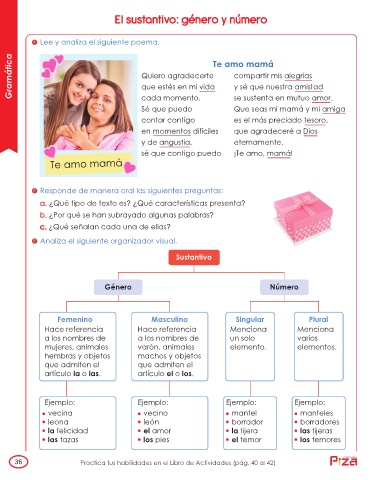 El sustantivo: género y número
Gramática
Lee y analiza el siguiente poema.
Te amo mamá
Quiero agradecerte
que estés en mi vida
cada momento.
Sé que puedo
contar contigo
en momentos difíciles
y de angustia,
sé que contigo puedo
compartir mis alegrías
y sé que nuestra amistad
se sustenta en mutuo amor.
Que seas mi mamá y mi amiga
es el más preciado tesoro,
que agradeceré a Dios
eternamente.
¡Te amo, mamá!
Te amo mamá
Responde de manera oral las siguientes preguntas:
a. ¿Qué tipo de texto es? ¿Qué características presenta?
b. ¿Por qué se han subrayado algunas palabras?
c. ¿Qué señalan cada una de ellas?
Analiza el siguiente organizador visual.
Sustantivo
Género
Número
Femenino
Hace referencia
a los nombres de
mujeres, animales
hembras y objetos
que admiten el
artículo la o las.
Masculino
Hace referencia
a los nombres de
varón, animales
machos y objetos
que admiten el
artículo el o los.
Singular
Menciona
un solo
elemento.
Plural
Menciona
varios
elementos.
Ejemplo:
• vecina
• leona
• la felicidad
• las tazas
Ejemplo:
• vecino
• león
• el amor
• los pies
Ejemplo:
• mantel
• borrador
• la tijera
• el temor
Ejemplo:
• manteles
• borradores
• las tijeras
• los temores
36
Practica tus habilidades en el Libro de Actividades (pág. 40 al 42)